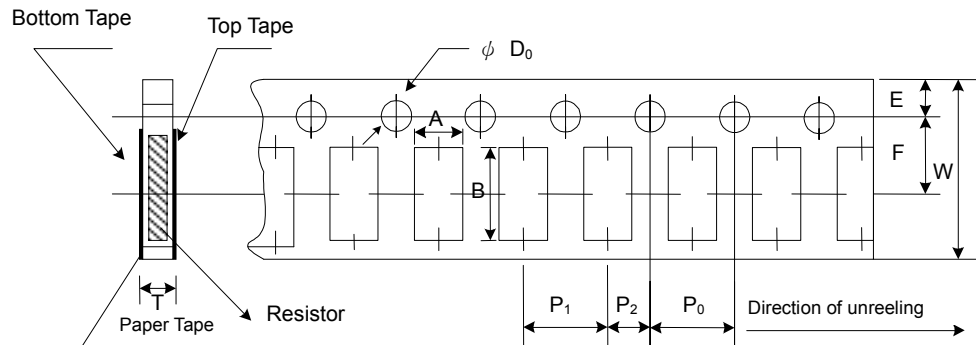 Bottom Tape
Top Tape
ψ D₀
A
B
E
F
W
T
Paper Tape
Resistor
P₁
P₂
P₀
Direction of unreeling